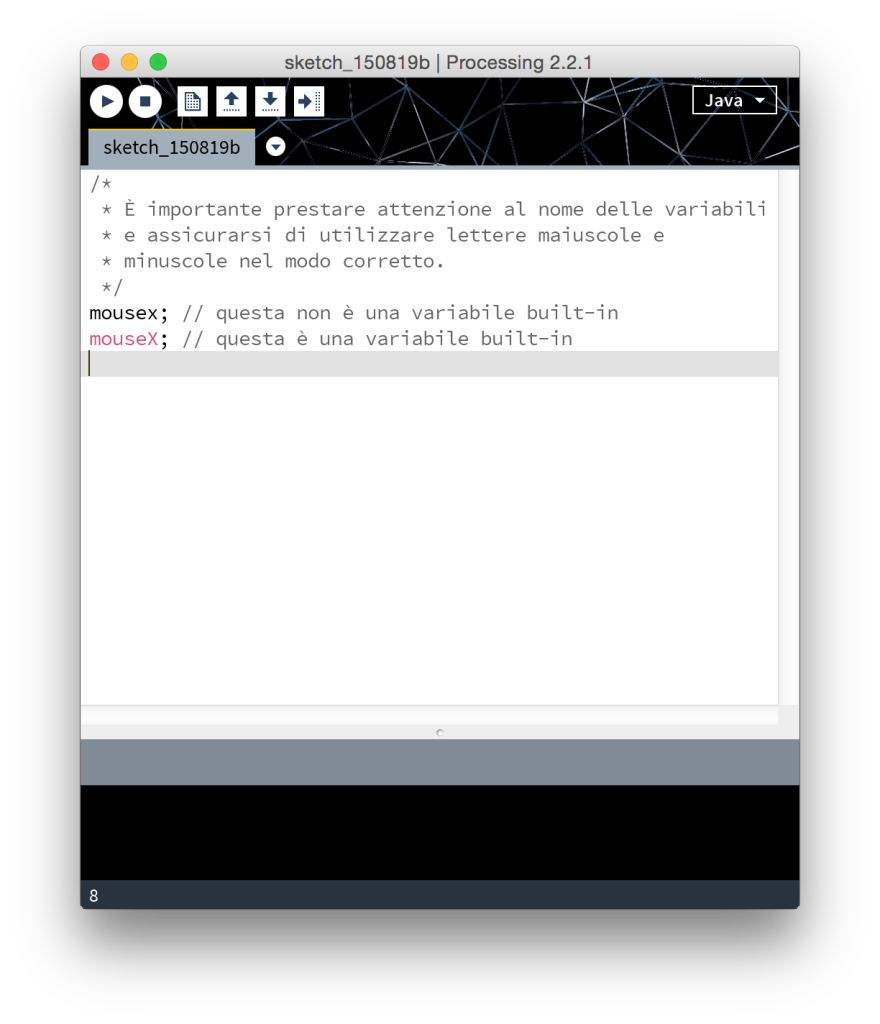 sketch_150819b | Processing 2.2.1
Java
sketch_150819b
/*
 * È importante prestare attenzione al nome delle variabili
 * e assicurarsi di utilizzare lettere maiuscole e
 * minuscole nel modo corretto.
 */
mousex; // questa non è una variabile built-in
mouseX; // questa è una variabile built-in
8